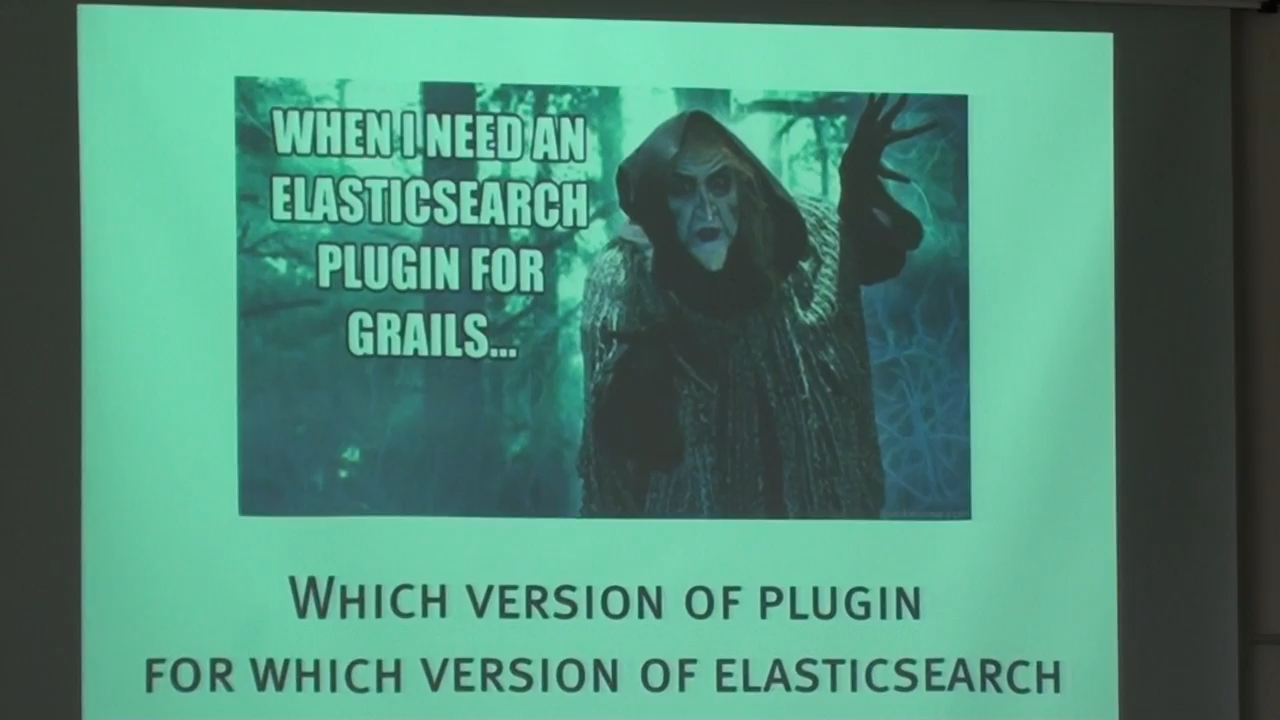 WHEN I NEED AN
ELASTICSEARCH
PLUGIN FOR
GRAILS...
WHICH VERSION OF PLUGIN
FOR WHICH VERSION OF ELASTICSEARCH